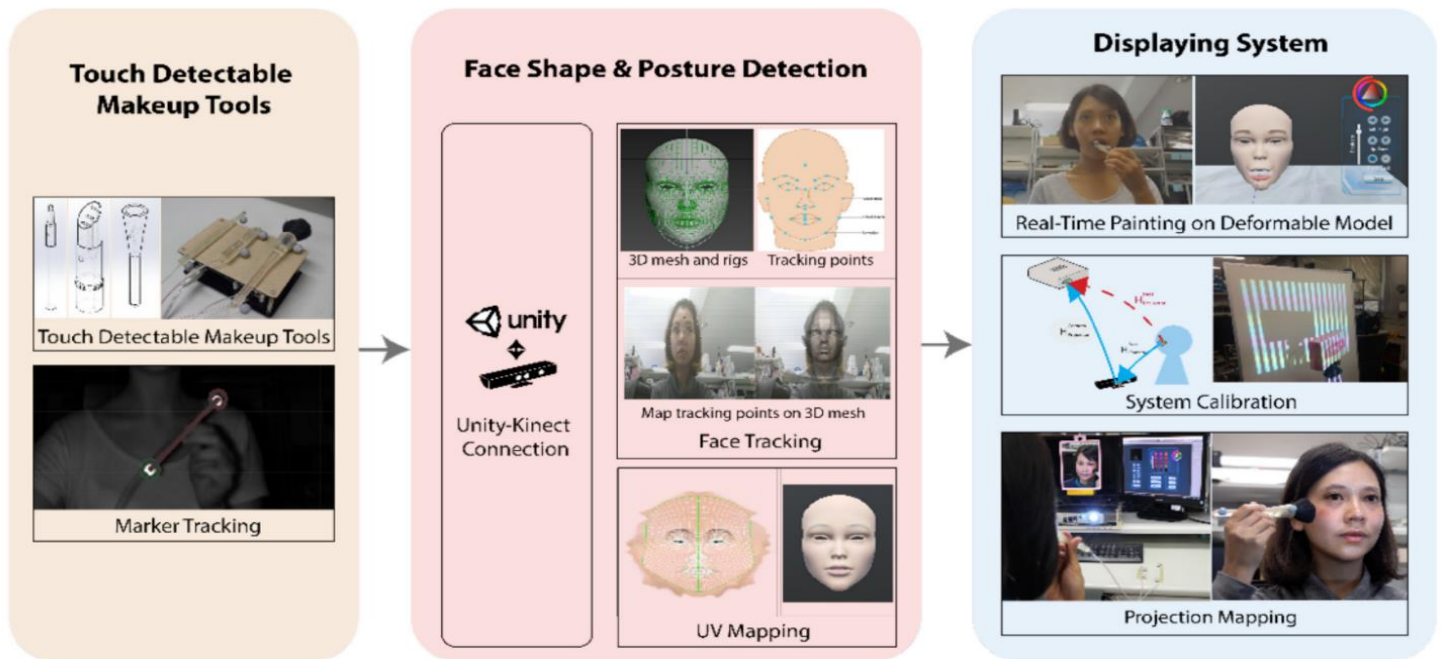 Touch Detectable
Makeup Tools
Touch Detectable Makeup Tools
Marker Tracking
Face Shape & Posture Detection
unity
Unity-Kinect
Connection
3D mesh and rigs
Tracking points
Map tracking points on 3D mesh
Face Tracking
UV Mapping
Displaying System
Real-Time Painting on Deformable Model
H
H
H
System Calibration
Projection Mapping